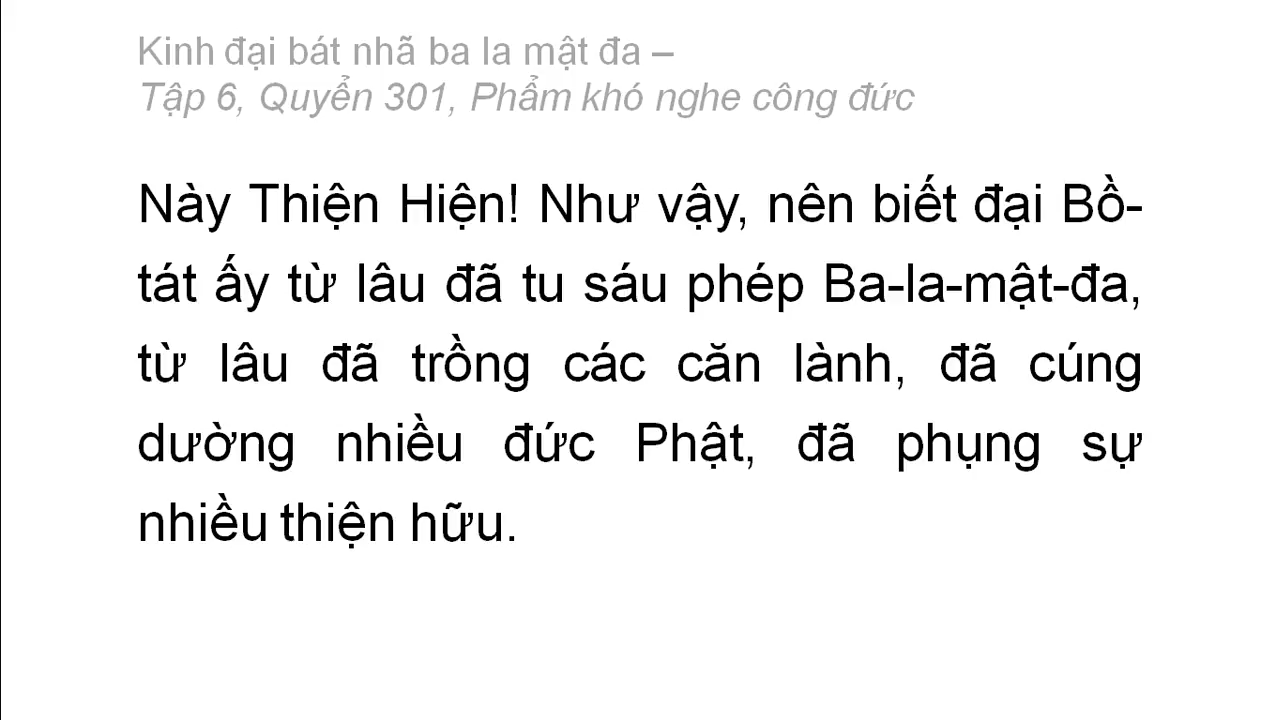 Kinh đại bát nhã ba la mật đa –
Tập 6, Quyển 301, Phẩm khó nghe công đức
Này Thiện Hiện! Như vậy, nên biết đại Bồ-
tát ấy từ lâu đã tu sáu phép Ba-la-mật-đa,
từ lâu đã trồng các căn lành, đã cúng
dường nhiều đức Phật, đã phụng sự
nhiều thiện hữu.